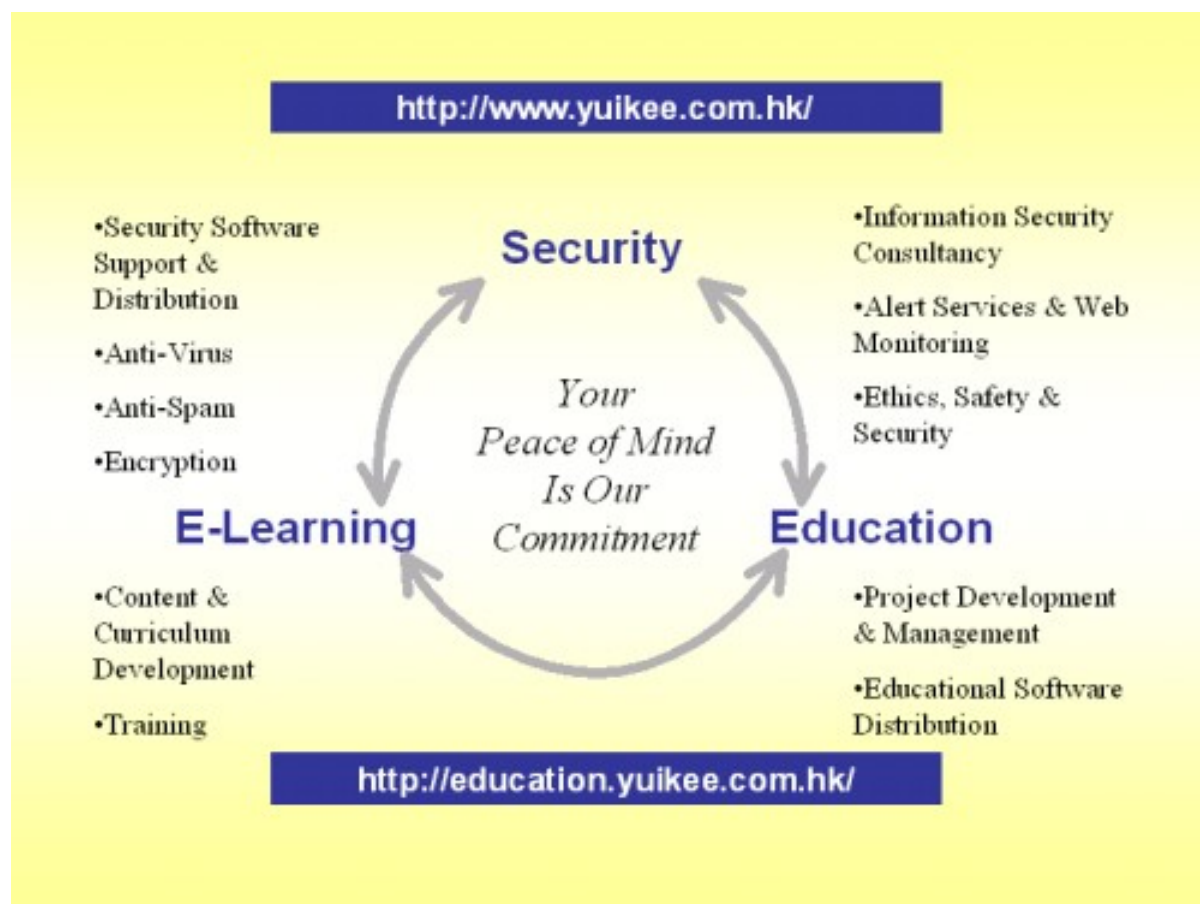 http://www.yuikee.com.hk/
•Security Software
Support &
Distribution
•Anti-Virus
•Anti-Spam
•Encryption
Security
•Information Security
Consultancy
•Alert Services & Web
Monitoring
•Ethics, Safety &
Security
Your
Peace of Mind
Is Our
Commitment
E-Learning
•Content &
Curriculum
Development
•Training
Education
•Project Development
& Management
•Educational Software
Distribution
http://education.yuikee.com.hk/